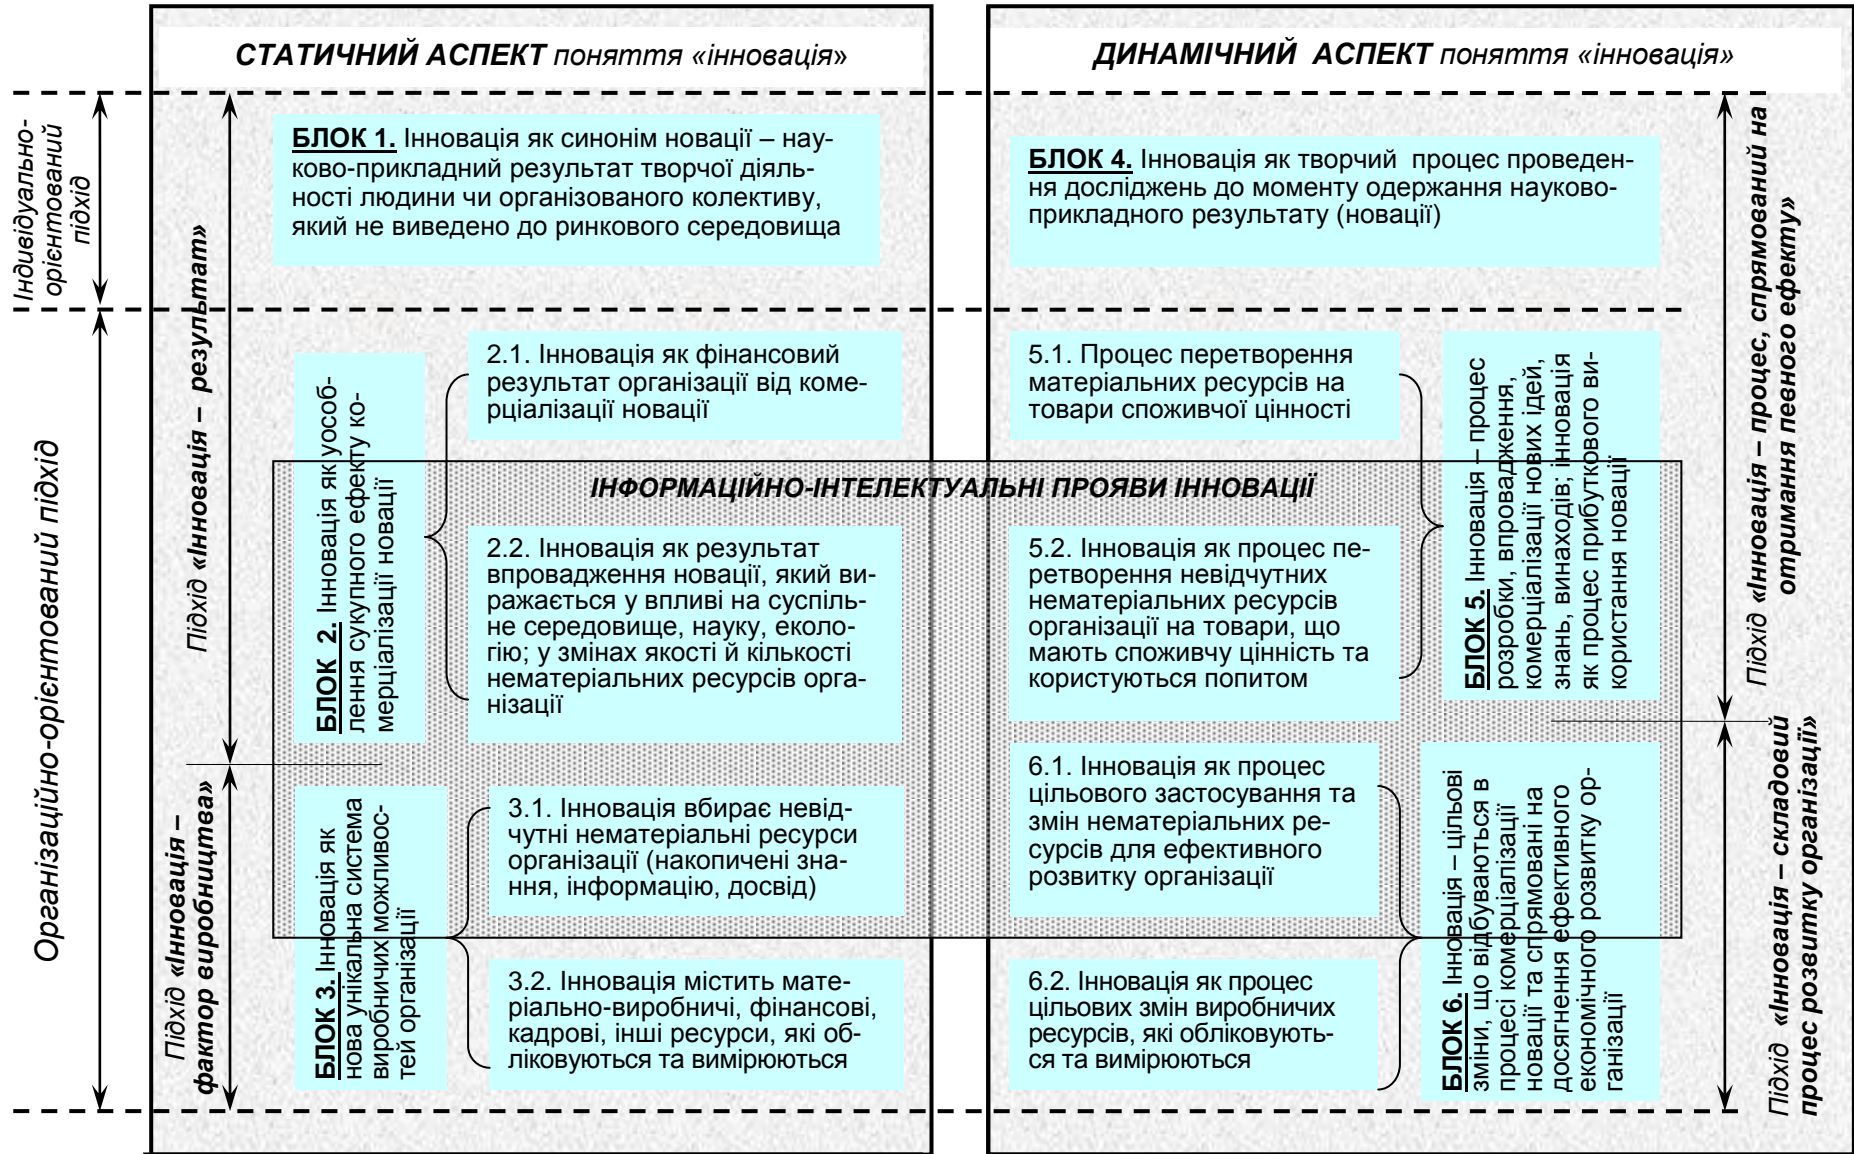 СТАТИЧНИЙ АСПЕКТ поняття «інновація»
ДИНАМІЧНИЙ АСПЕКТ поняття «інновація»
Індивідуально-
орієнтований
підхід
Організаційно-орієнтований підхід
Підхід «Інновація – результат»
Підхід «Інновація –
фактор виробництва»
БЛОК 1. Інновація як синонім новації – нау-
ково-прикладний результат творчої діяль-
ності людини чи організованого колективу,
який не виведено до ринкового середовища
БЛОК 2. Інновація як уособ-
лення сукупного ефекту ко-
мерціалізації новації
2.1. Інновація як фінансовий
результат організації від коме-
рціалізації новації
ІНФОРМАЦІЙНО-ІНТЕЛЕКТУАЛЬНІ ПРОЯВИ ІННОВАЦІЇ
2.2. Інновація як результат
впровадження новації, який ви-
ражається у впливі на суспіль-
не середовище, науку, еколо-
гію; у змінах якості й кількості
нематеріальних ресурсів орга-
нізації
БЛОК 3. Інновація як
нова унікальна система
виробничих можливос-
тей організації
3.1. Інновація вбирає невід-
чутні нематеріальні ресурси
організації (накопичені зна-
ння, інформацію, досвід)
3.2. Інновація містить мате-
ріально-виробничі, фінансові,
кадрові, інші ресурси, які об-
ліковуються та вимірюються
БЛОК 4. Інновація як творчий процес проведен-
ня досліджень до моменту одержання науково-
прикладного результату (новації)
5.1. Процес перетворення
матеріальних ресурсів на
товари споживчої цінності
5.2. Інновація як процес пе-
ретворення невідчутних
нематеріальних ресурсів
організації на товари, що
мають споживчу цінність та
користуються попитом
БЛОК 5. Інновація – процес
розробки, впровадження,
комерціалізації нових ідей,
знань, винаходів; інновація
як процес прибуткового ви-
користання новації
6.1. Інновація як процес
цільового застосування та
змін нематеріальних ре-
сурсів для ефективного
розвитку організації
6.2. Інновація як процес
цільових змін виробничих
ресурсів, які обліковують-
ся та вимірюються
БЛОК 6. Інновація – цільові
зміни, що відбуваються в
процесі комерціалізації
новації та спрямовані на
досягнення ефективного
економічного розвитку ор-
ганізації
Підхід «Інновація – процес, спрямований на
отримання певного ефекту»
Підхід «Інновація – складовий
процес розвитку організації»